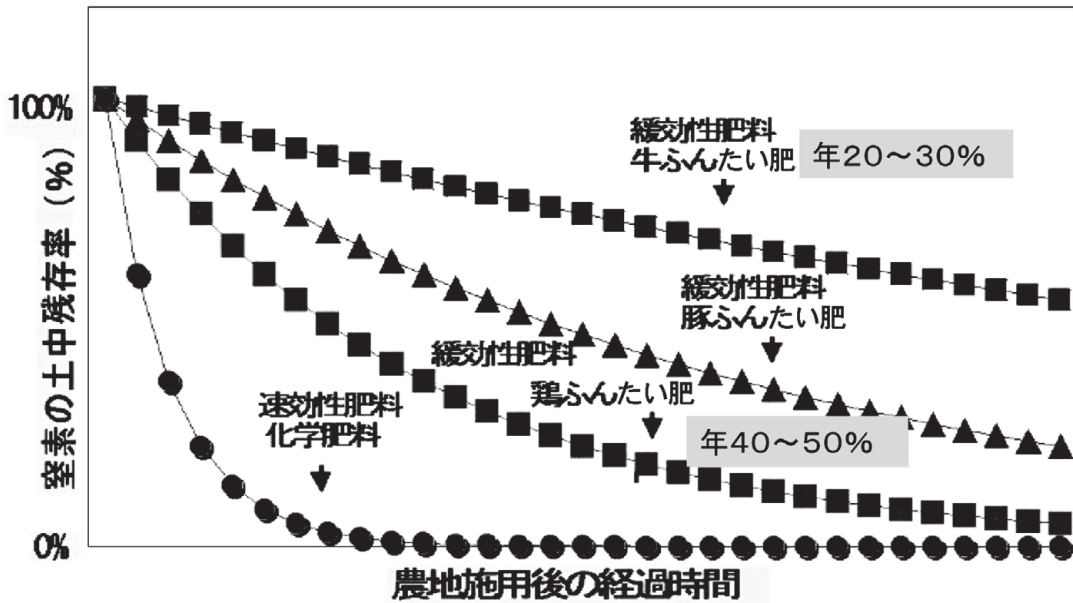 100%
窒素の土中残存率（%）
0%
緩効性肥料
牛ふんたい肥
年20～30%
緩効性肥料
豚ふんたい肥
緩効性肥料
鶏ふんたい肥
年40～50%
速効性肥料
化学肥料
農地施用後の経過時間